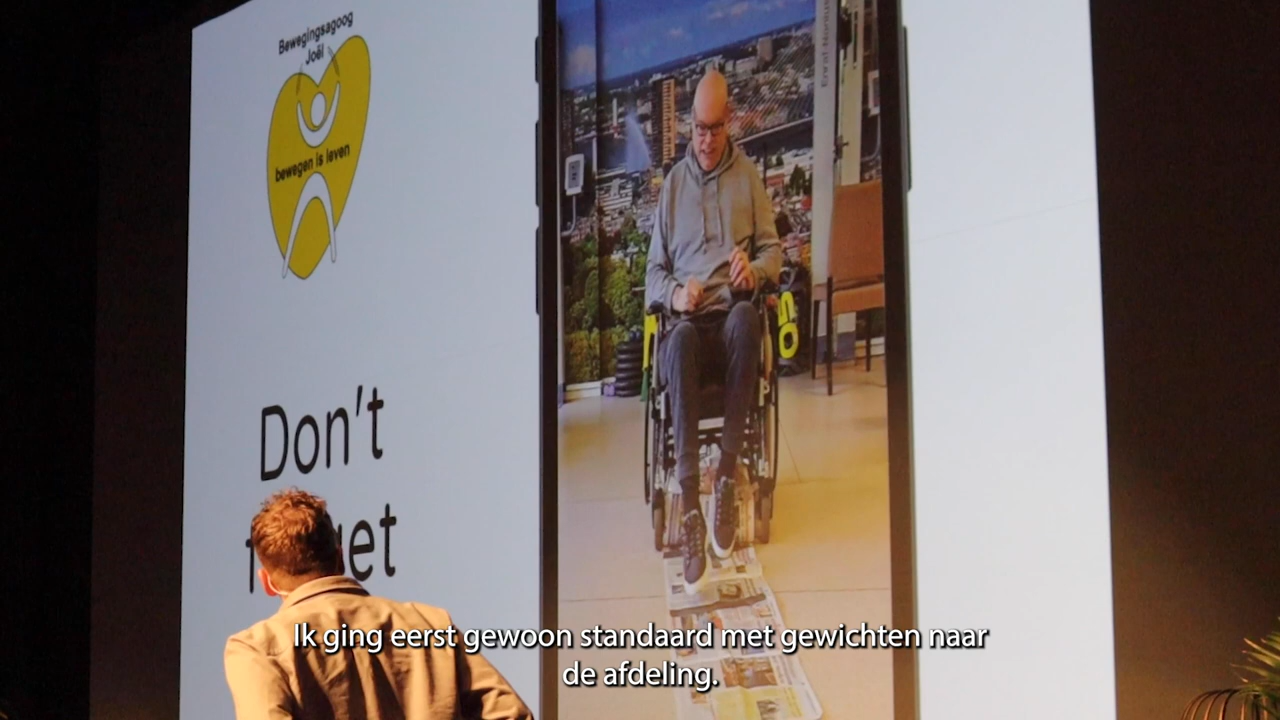 Bewegingsagoog
Joël
bewegen is leven
Don't
Ik ging eerst gewoon standaard met gewichten naar
de afdeling.